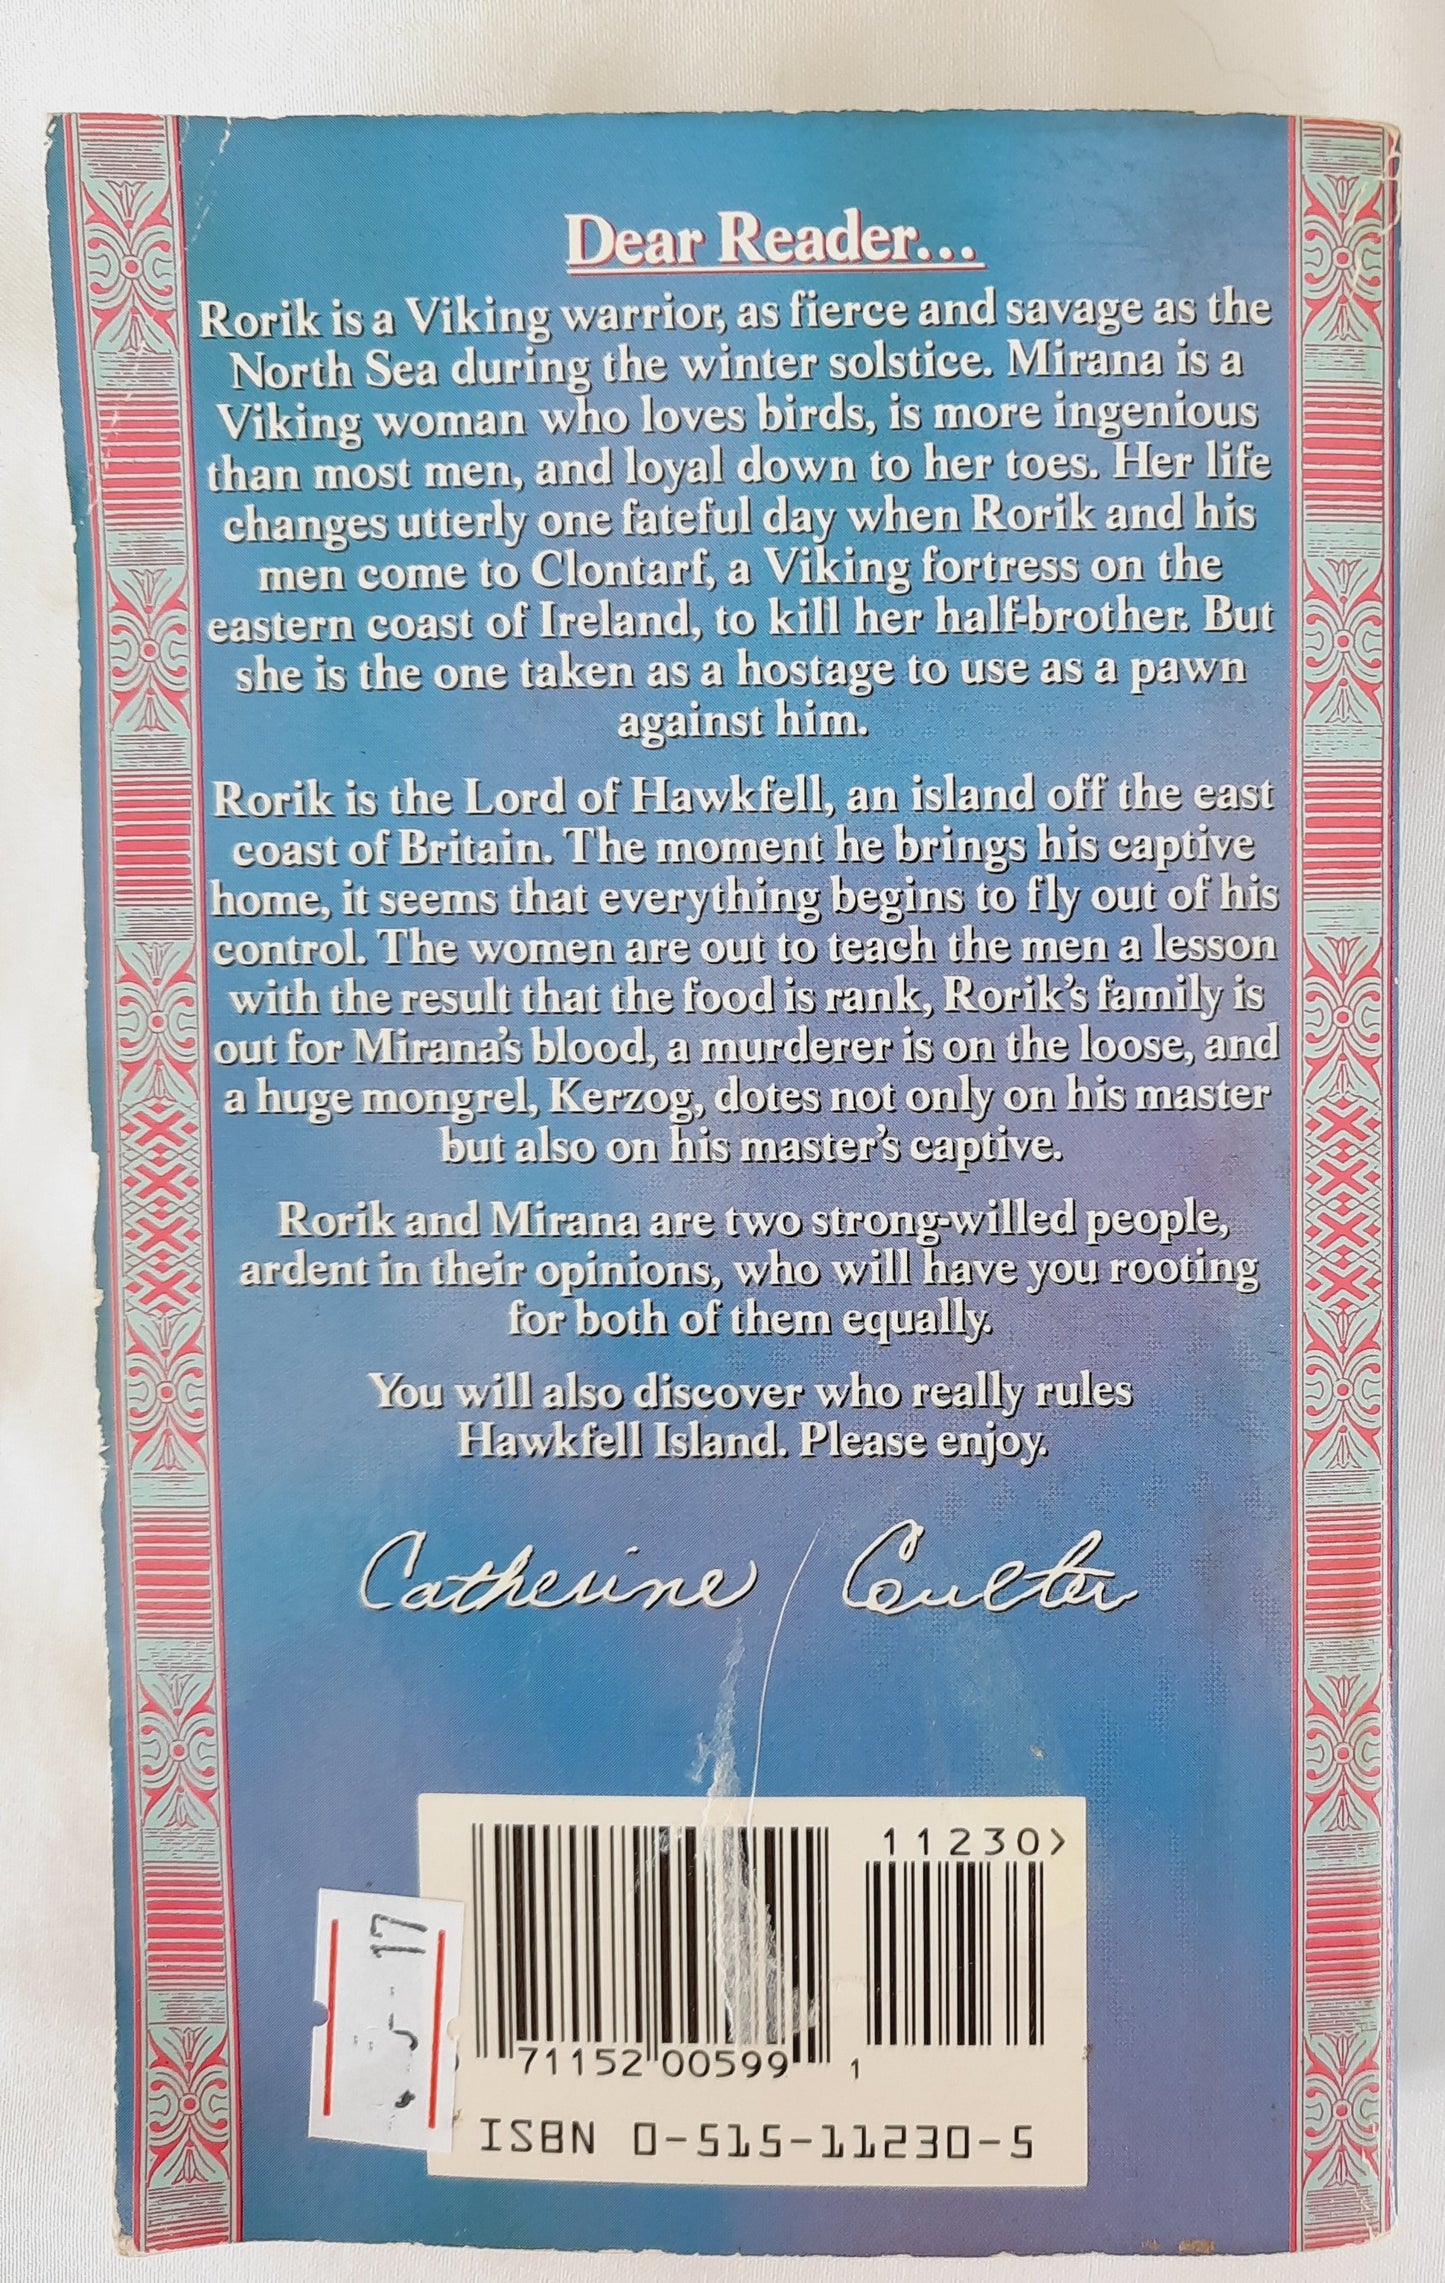 Dear Reader...
Rorik is a Viking warrior, as fierce and savage as the
North Sea during the winter solstice. Mirana is a
Viking woman who loves birds, is more ingenious
than most men, and loyal down to her toes. Her life
changes utterly one fateful day when Rorik and his
men come to Clontarf, a Viking fortress on the
eastern coast of Ireland, to kill her half-brother. But
she is the one taken as a hostage to use as a pawn
against him.
Rorik is the Lord of Hawkfell, an island off the east
coast of Britain. The moment he brings his captive
home, it seems that everything begins to fly out of his
control. The women are out to teach the men a lesson
with the result that the food is rank, Rorik's family is
out for Mirana's blood, a murderer is on the loose, and
a huge mongrel, Kerzog, dotes not only on his master
but also on his master's captive.
Rorik and Mirana are two strong-willed people,
ardent in their opinions, who will have you rooting
for both of them equally.
You will also discover who really rules
Hawkfell Island. Please enjoy.
Catherine Coulter
11230>
71152 00599 1
ISBN 0-515-11230-5